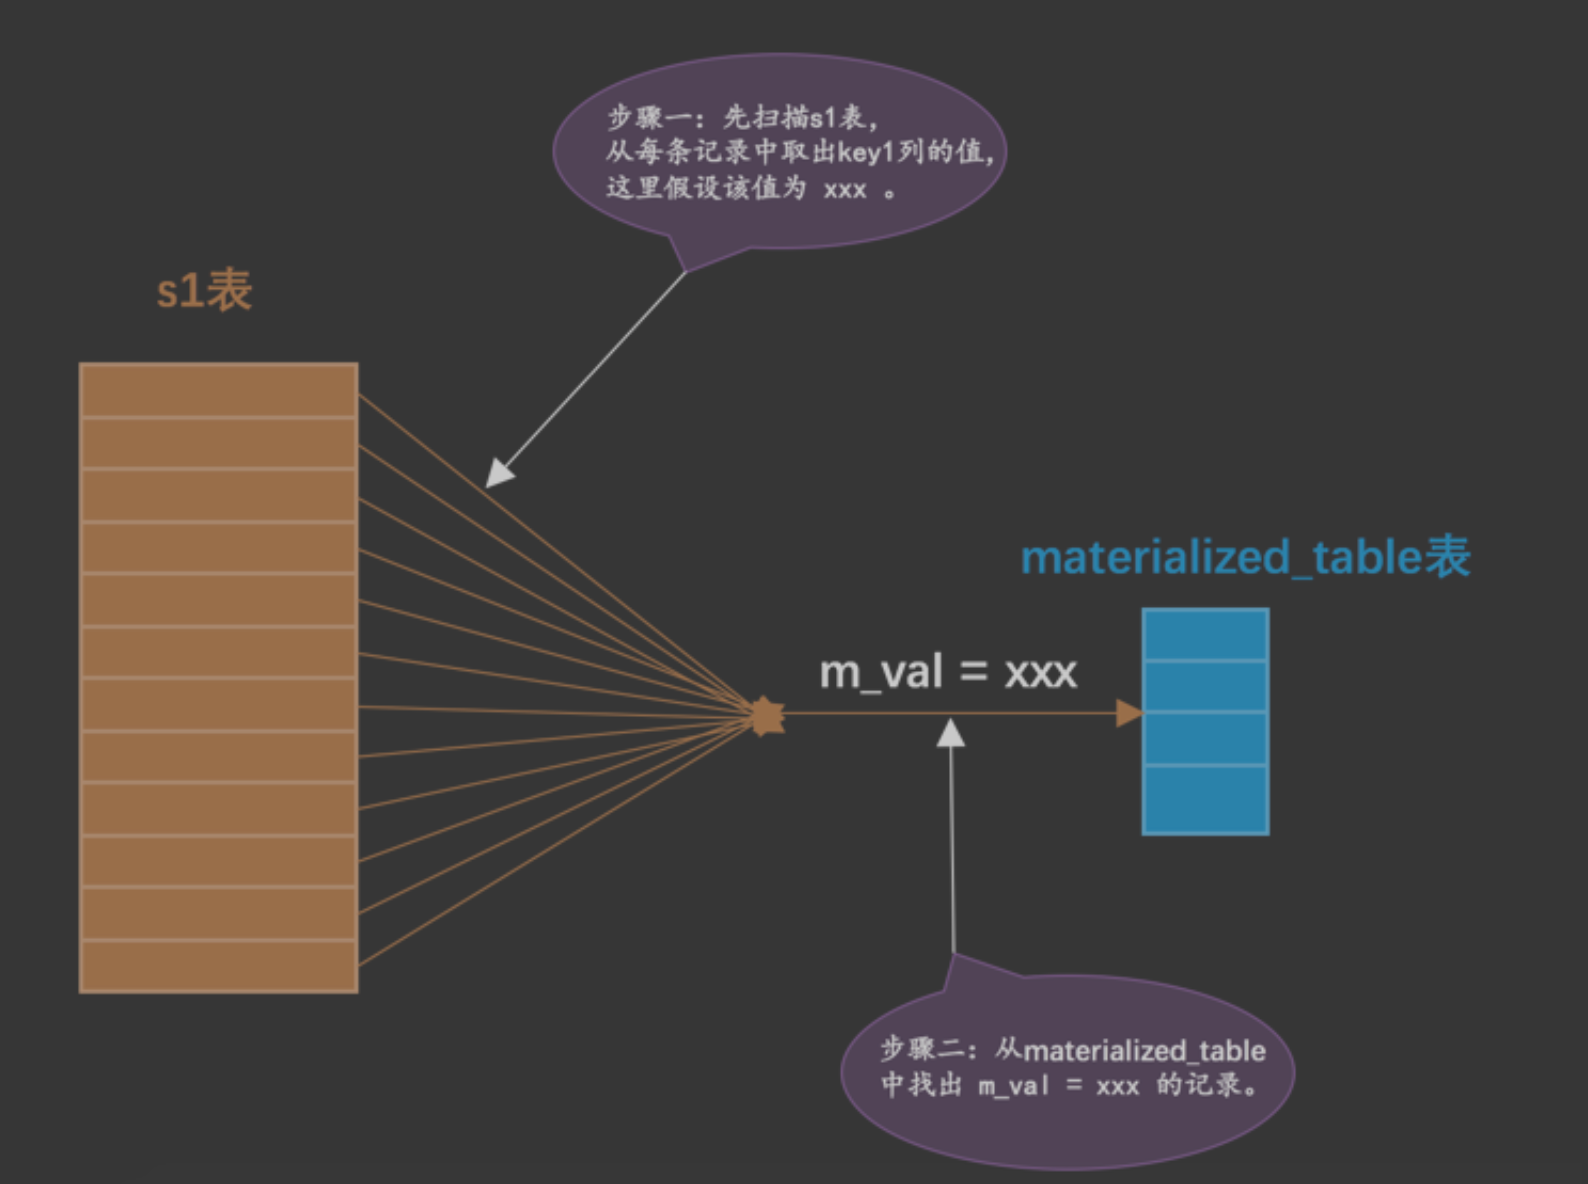 步骤一：先扫描s1表，
从每条记录中取出key1列的值，
这里假设该值为 xxx 。
s1表
materialized_table表
m_val = xxx
步骤二：从materialized_table
中找出 m_val = xxx 的记录。